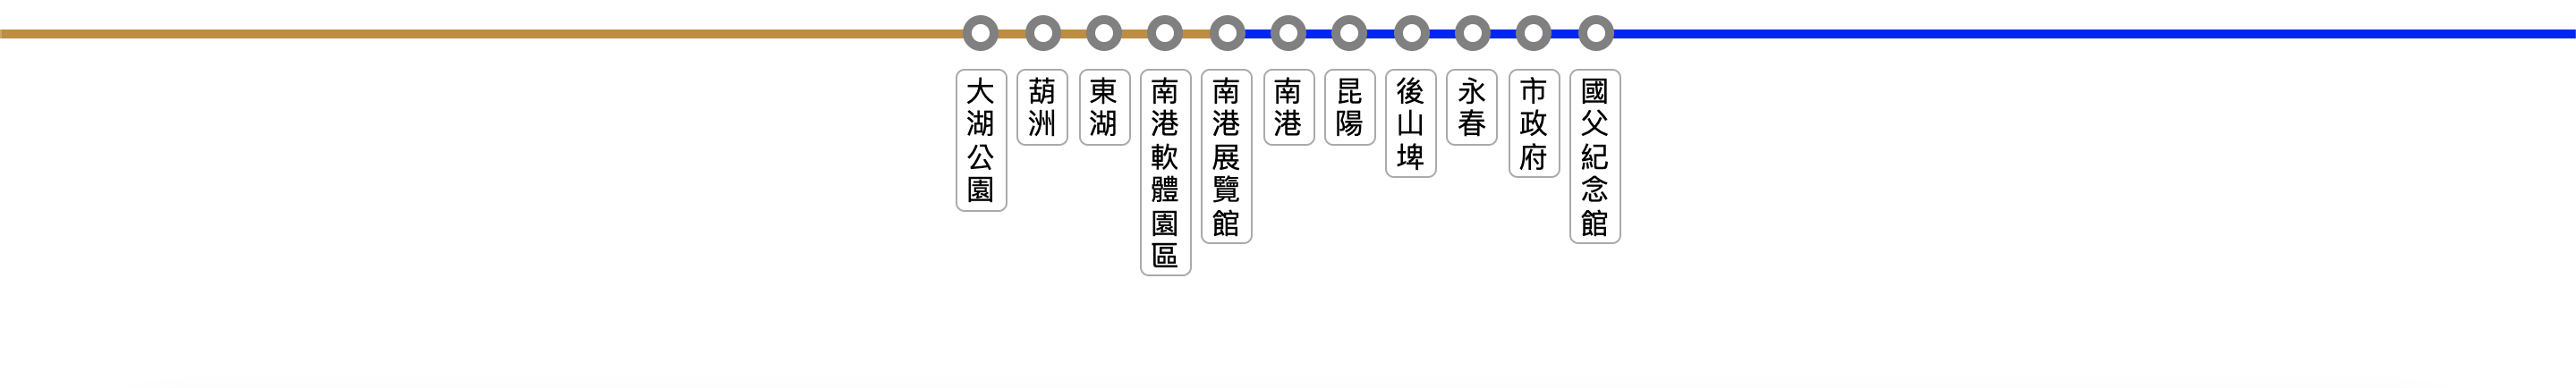 大湖公園
葫洲
東湖
南港軟體園區
南港展覽館
南港
昆陽
後山埤
永春
市政府
國父紀念館